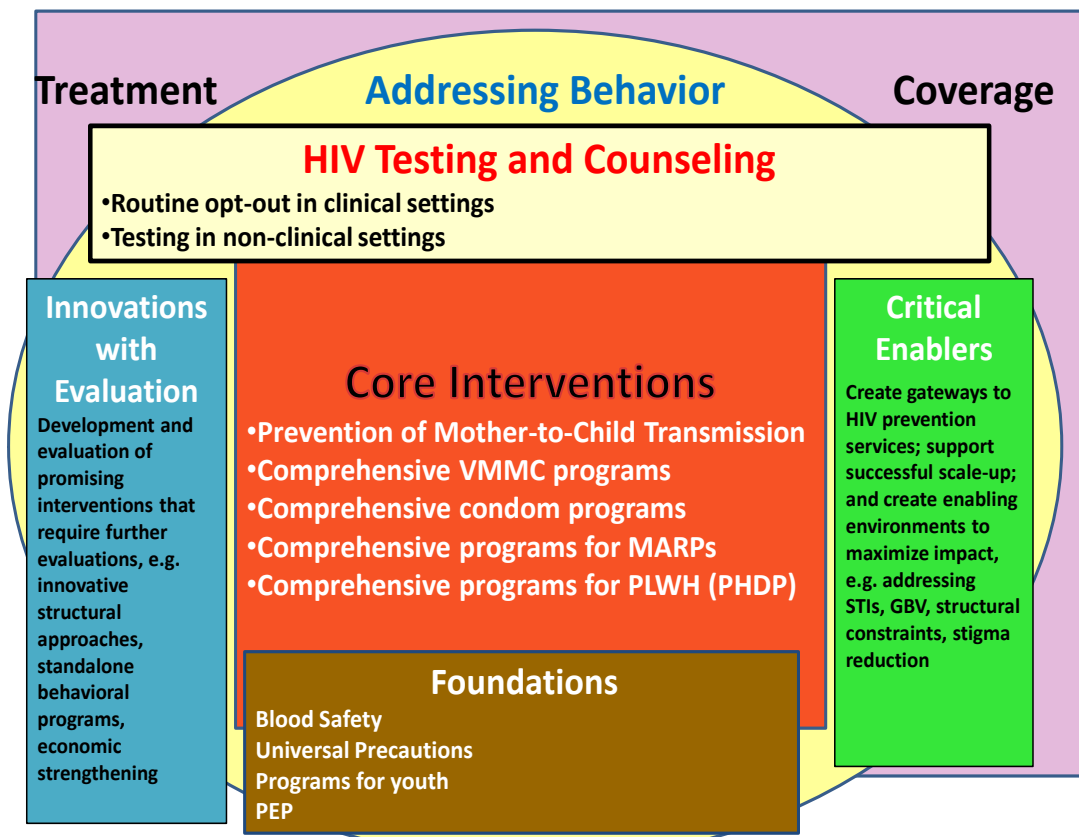 Treatment
Addressing Behavior
Coverage
HIV Testing and Counseling
•Routine opt-out in clinical settings
•Testing in non-clinical settings
Innovations
with
Evaluation
Development and
evaluation of
promising
interventions that
require further
evaluations, e.g.
innovative
structural
approaches,
standalone
behavioral
programs,
economic
strengthening
Core Interventions
•Prevention of Mother-to-Child Transmission
•Comprehensive VMMC programs
•Comprehensive condom programs
•Comprehensive programs for MARPs
•Comprehensive programs for PLWH (PHDP)
Critical
Enablers
Create gateways to
HIV prevention
services; support
successful scale-up;
and create enabling
environments to
maximize impact,
e.g. addressing
STIs, GBV, structural
constraints, stigma
reduction
Foundations
Blood Safety
Universal Precautions
Programs for youth
PEP